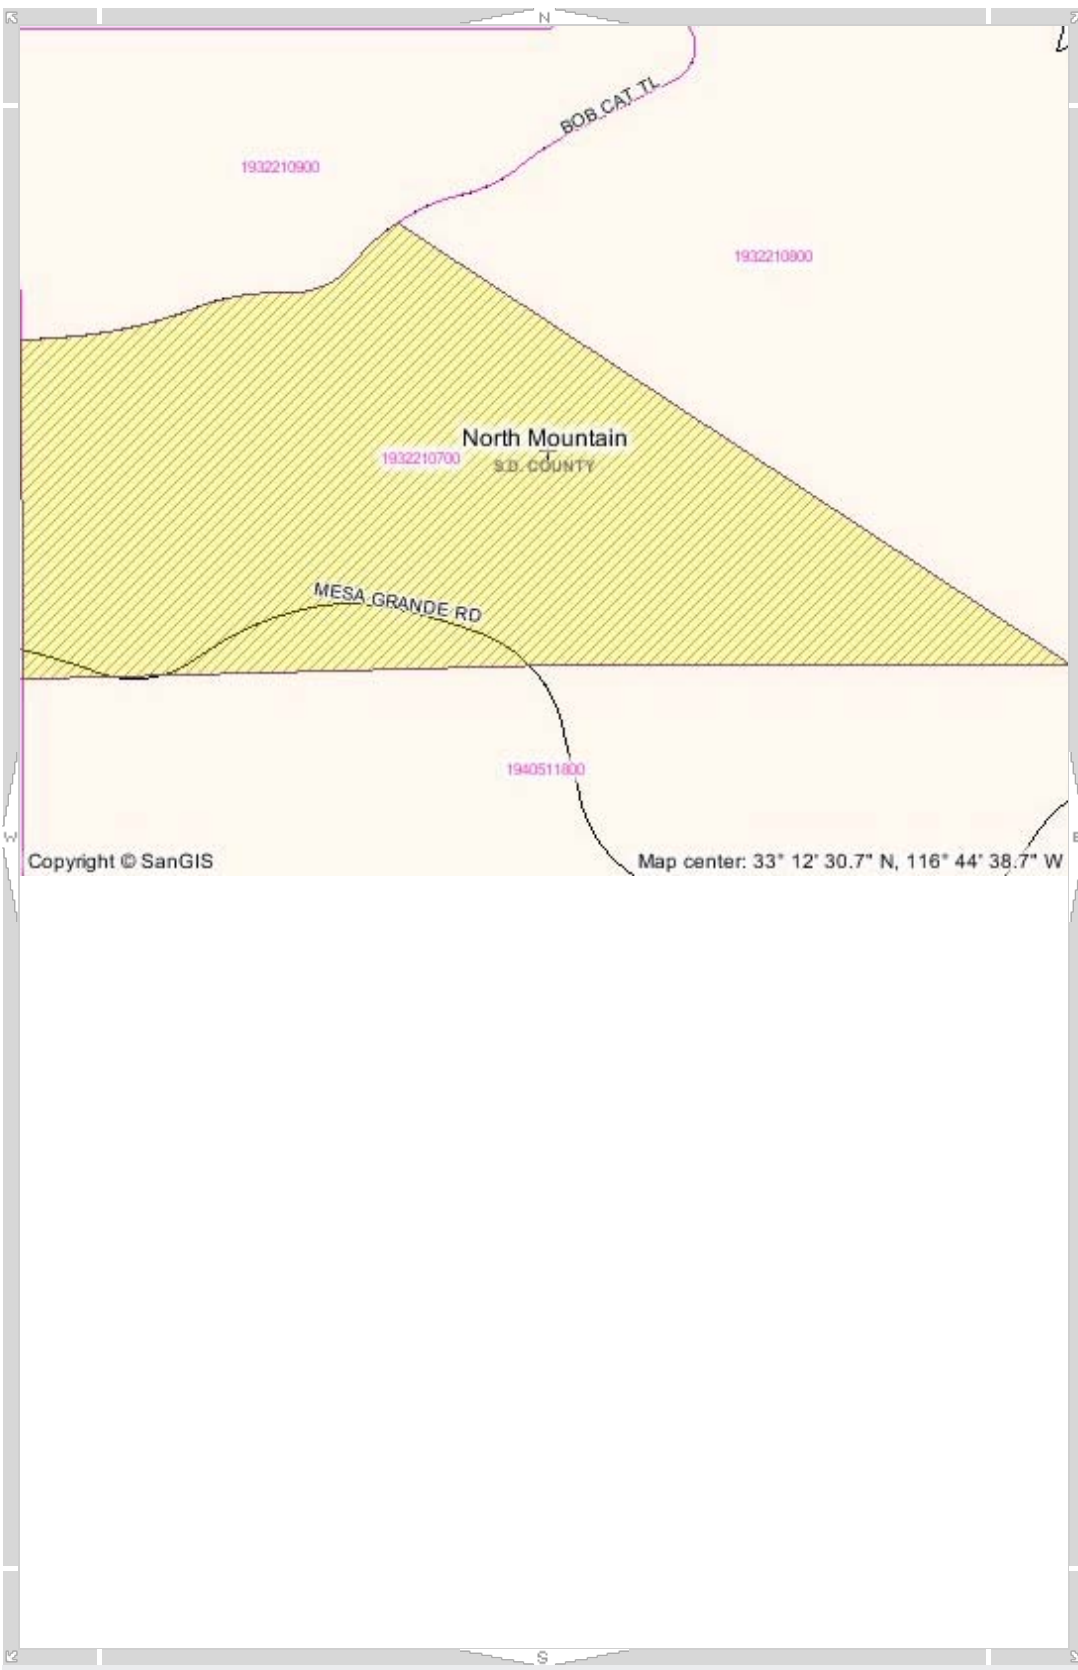 N
BOB CAT TL
1932210900
1932210800
North Mountain
1932210700
S.D. COUNTY
MESA GRANDE RD
1940511800
W
E
Copyright © SanGIS
Map center: 33° 12' 30.7" N, 116° 44' 38.7" W
S